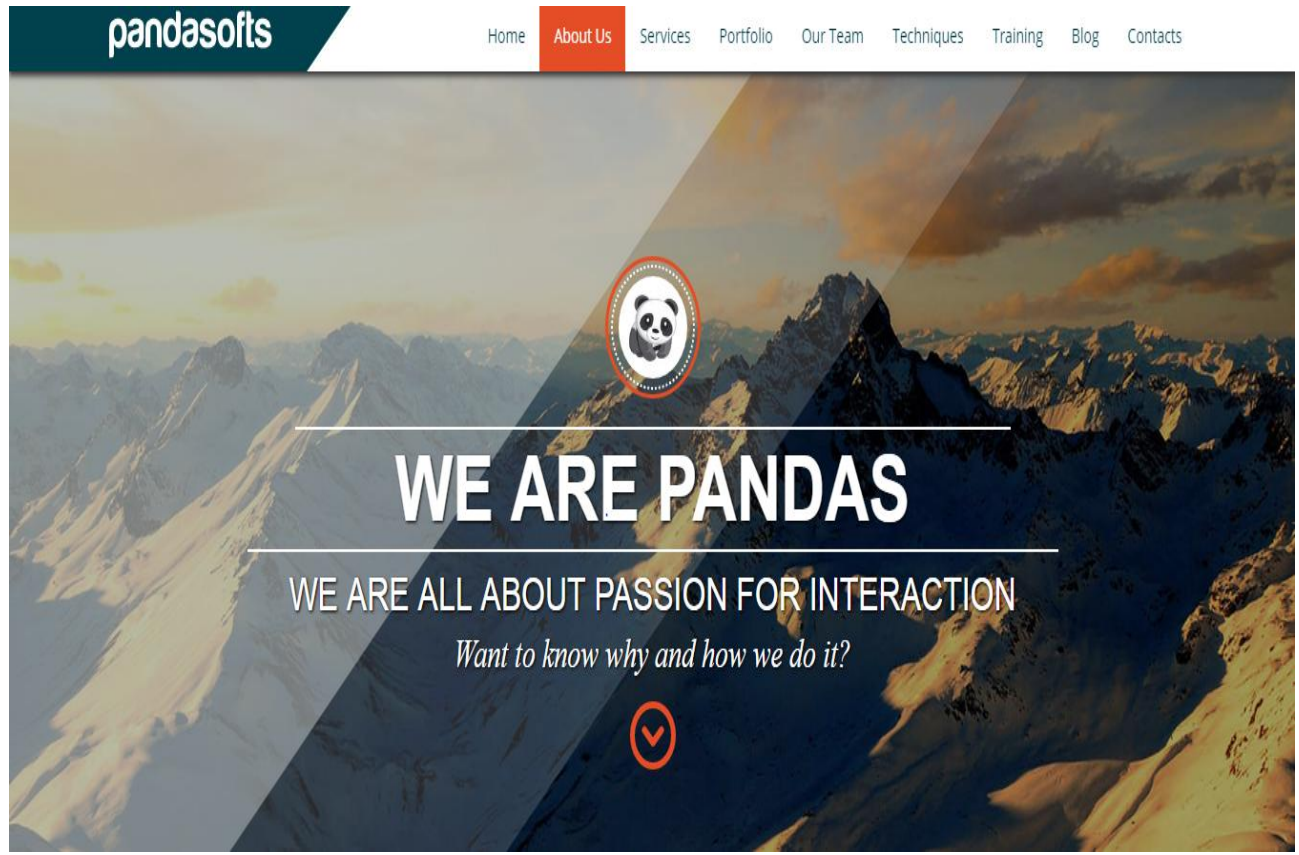 pandasofts
Home About Us Services Portfolio Our Team Techniques Training Blog Contacts
WE ARE PANDAS
WE ARE ALL ABOUT PASSION FOR INTERACTION
Want to know why and how we do it?